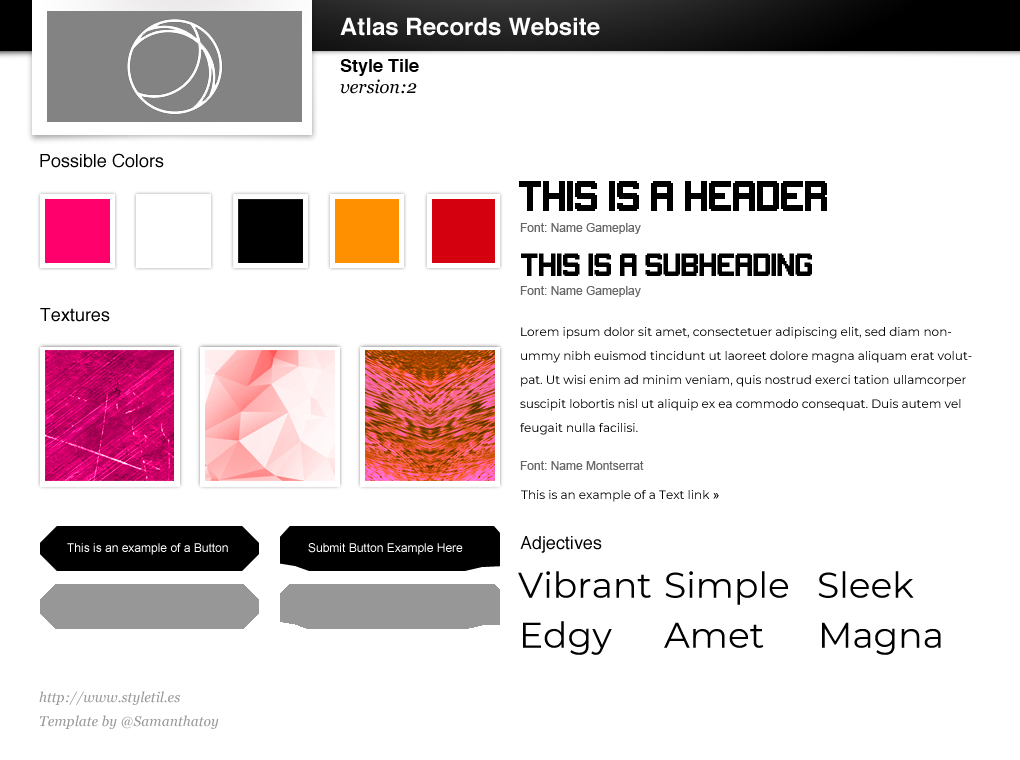 Atlas Records Website
Style Tile
version:2
Possible Colors
THIS IS A HEADER
Font: Name Gameplay
THIS IS A SUBHEADING
Font: Name Gameplay
Textures
Lorem ipsum dolor sit amet, consectetuer adipiscing elit, sed diam non-
ummy nibh euismod tincidunt ut laoreet dolore magna aliquam erat volut-
pat. Ut wisi enim ad minim veniam, quis nostrud exerci tation ullamcorper
suscipit lobortis nisl ut aliquip ex ea commodo consequat. Duis autem vel
feugait nulla facilisi.
Font: Name Montserrat
This is an example of a Text link »
This is an example of a Button
Submit Button Example Here
Adjectives
Vibrant Simple Sleek
Edgy Amet Magna
http://www.styletil.es
Template by @Samanthatoy